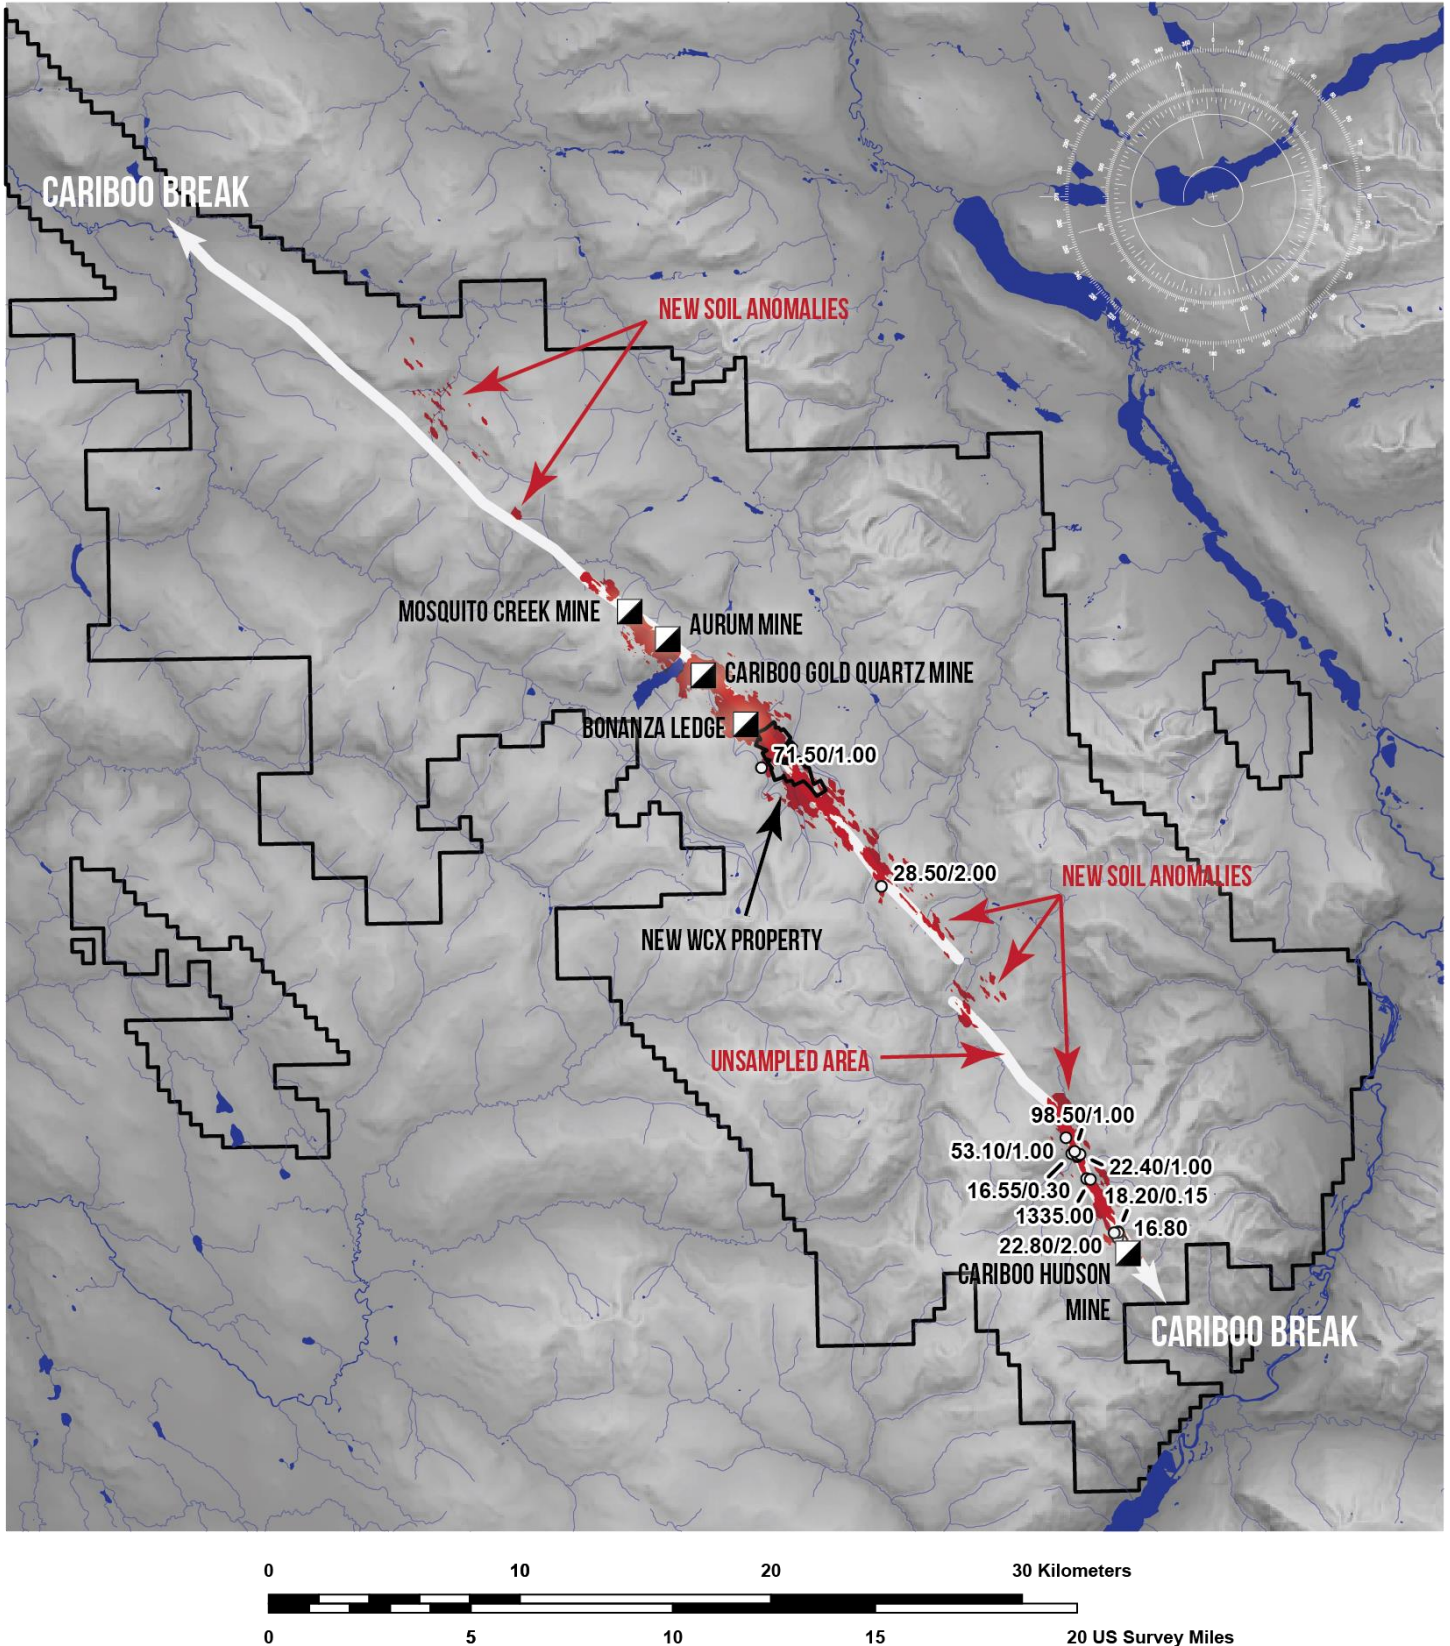 CARIBOO BREAK
NEW SOIL ANOMALIES
MOSQUITO CREEK MINE
AURUM MINE
CARIBOO GOLD QUARTZ MINE
BONANZA LEDGE
71.50/1.00
28.50/2.00
NEW SOIL ANOMALIES
NEW WCX PROPERTY
UNSAMPLED AREA
98.50/1.00
53.10/1.00
22.40/1.00
16.55/0.30
18.20/0.15
1335.00
16.80
22.80/2.00
CARIBOO HUDSON
MINE
CARIBOO BREAK
0 10 20 30 Kilometers
0 5 10 15 20 US Survey Miles